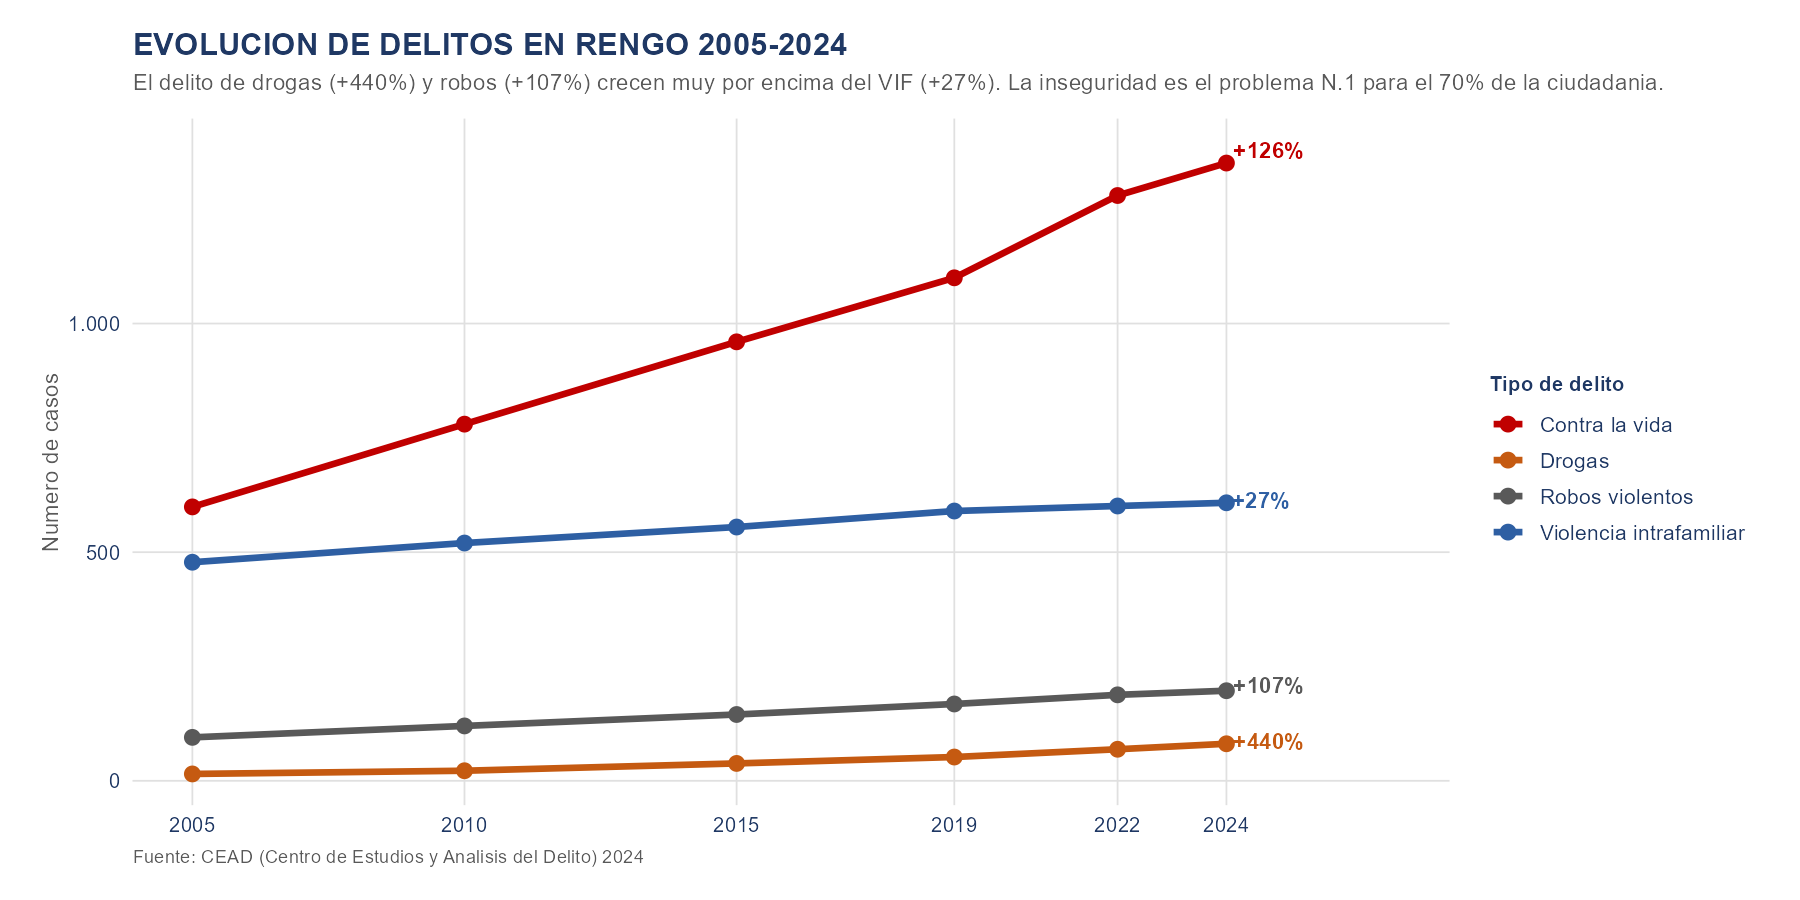 EVOLUCION DE DELITOS EN RENGO 2005-2024
El delito de drogas (+440%) y robos (+107%) crecen muy por encima del VIF (+27%). La inseguridad es el problema N.1 para el 70% de la ciudadania.
+126%
1.000
Numero de casos
+27%
500
+107%
+440%
0
2005 2010 2015 2019 2022 2024
Tipo de delito
Contra la vida
Drogas
Robos violentos
Violencia intrafamiliar
Fuente: CEAD (Centro de Estudios y Analisis del Delito) 2024